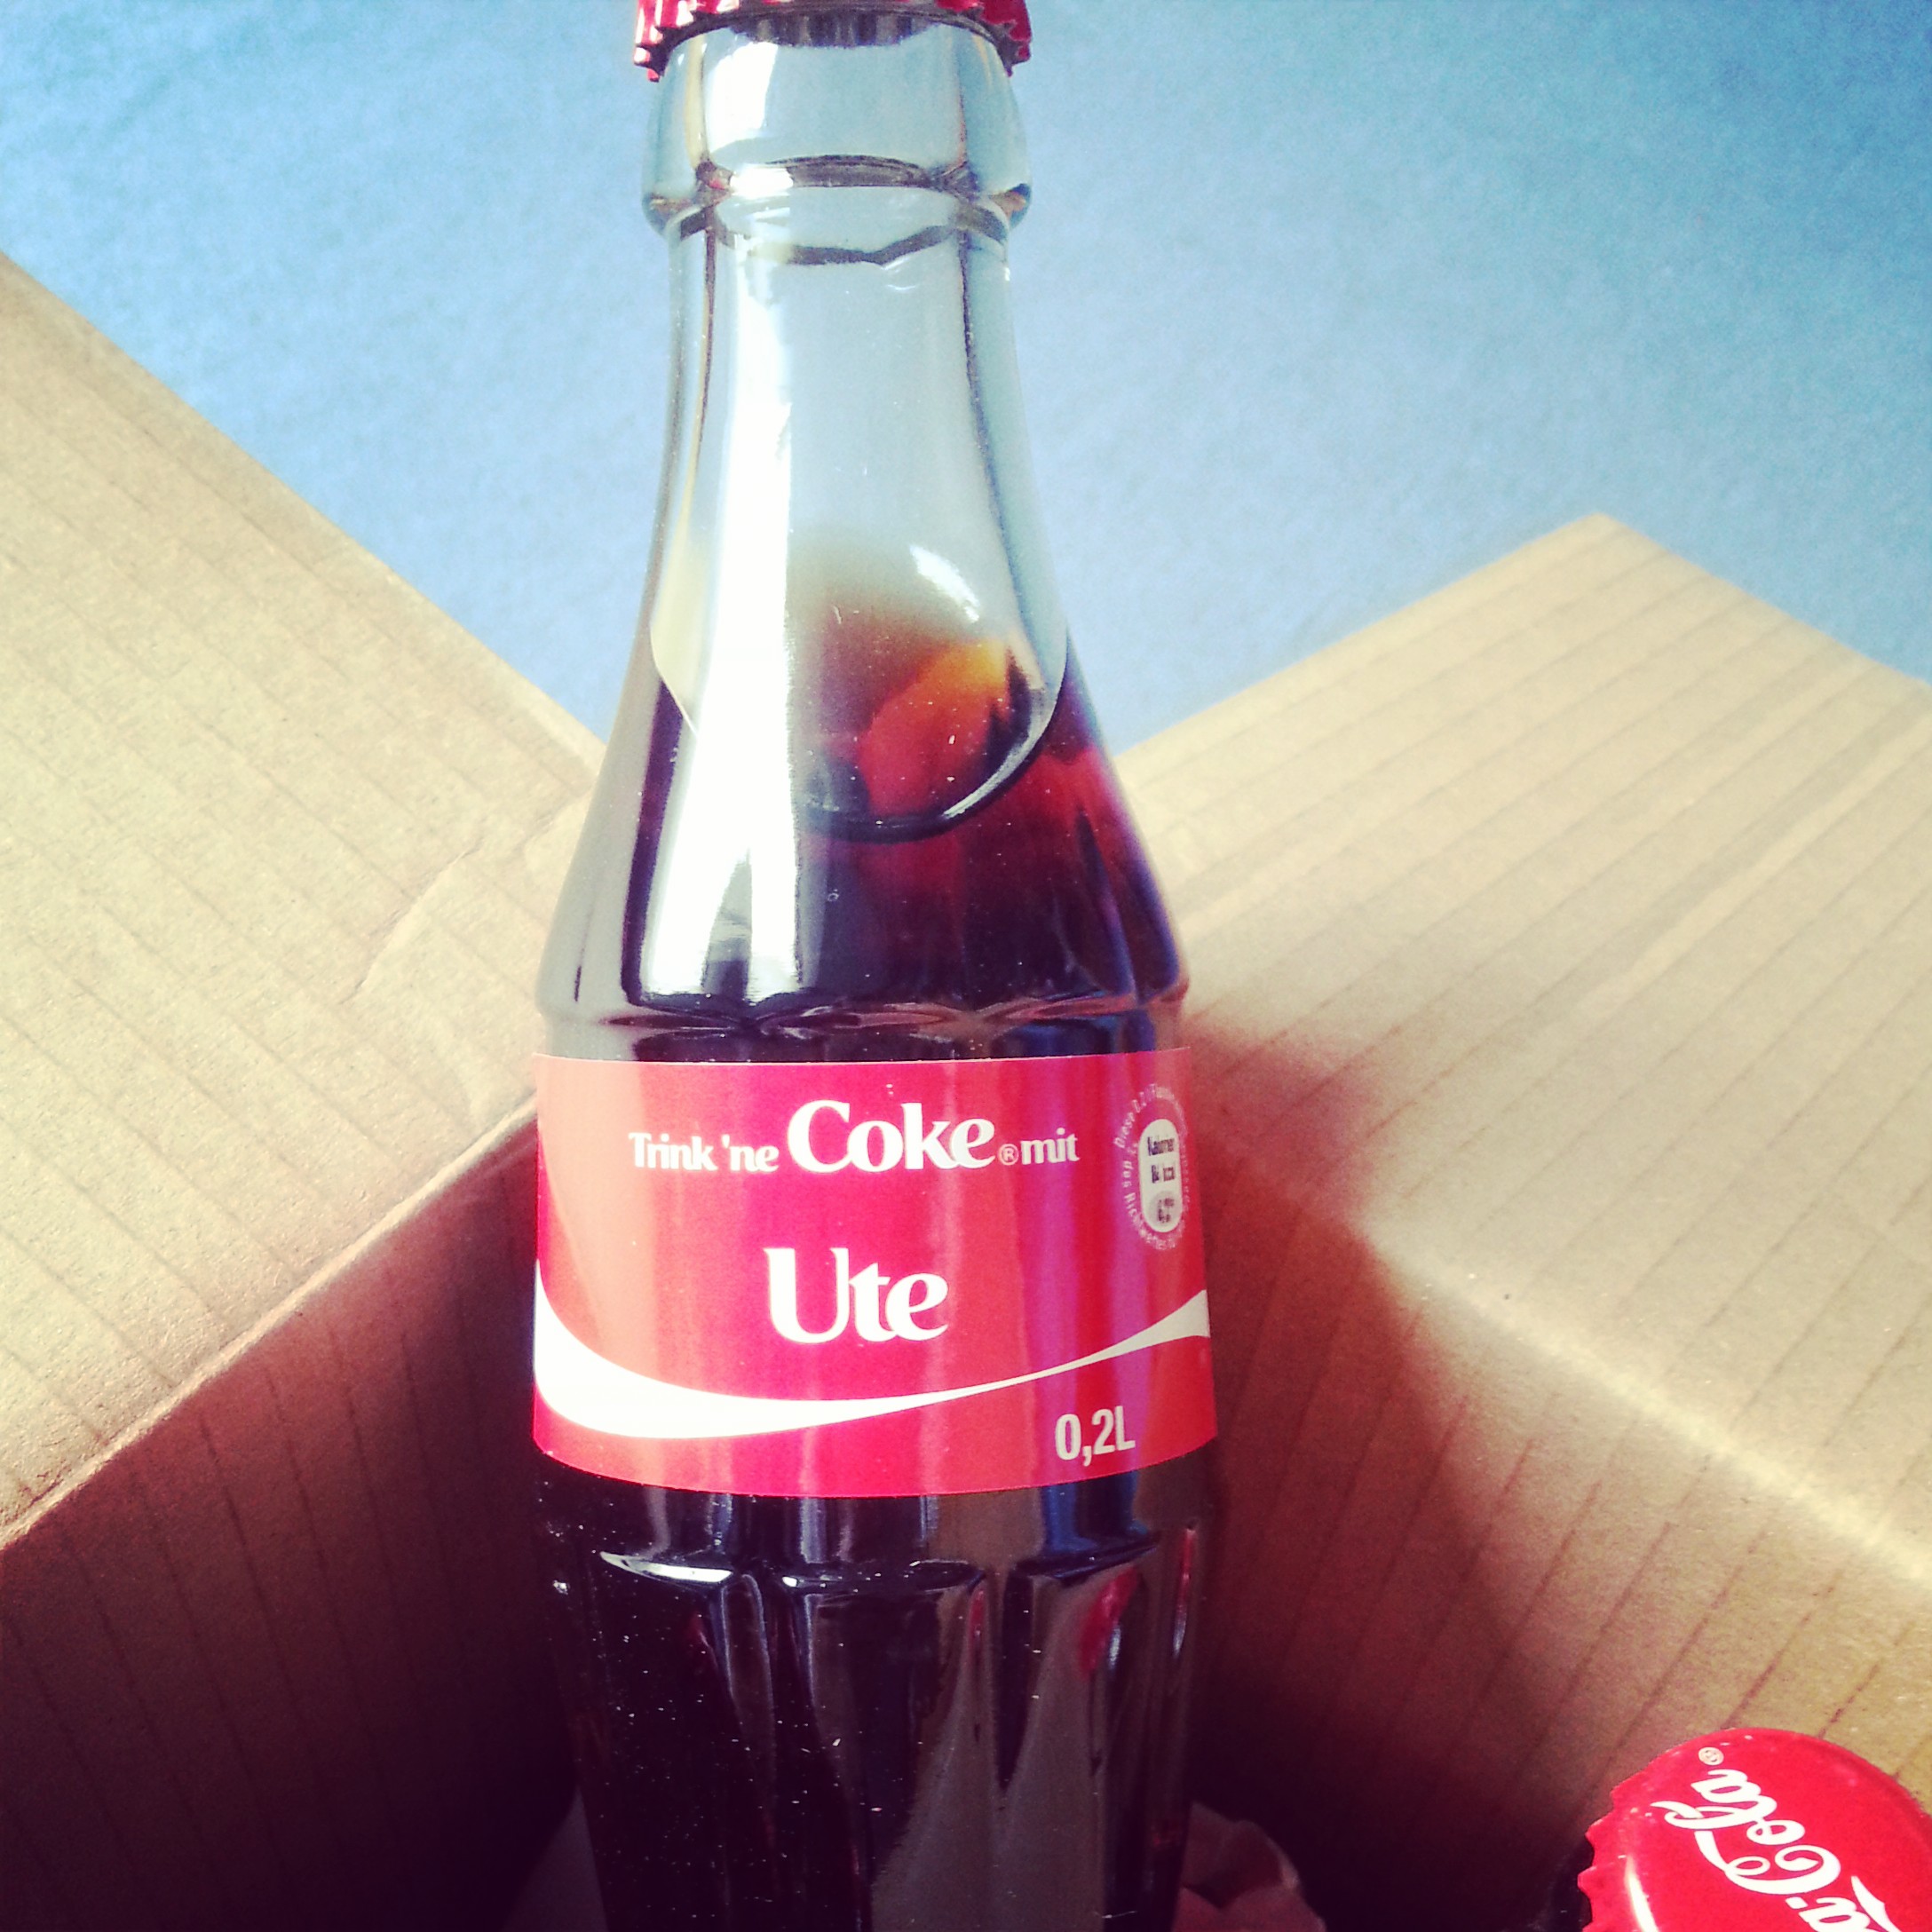 Trink 'ne Coke® mit
Ute
0,2L
Coca-Cola®